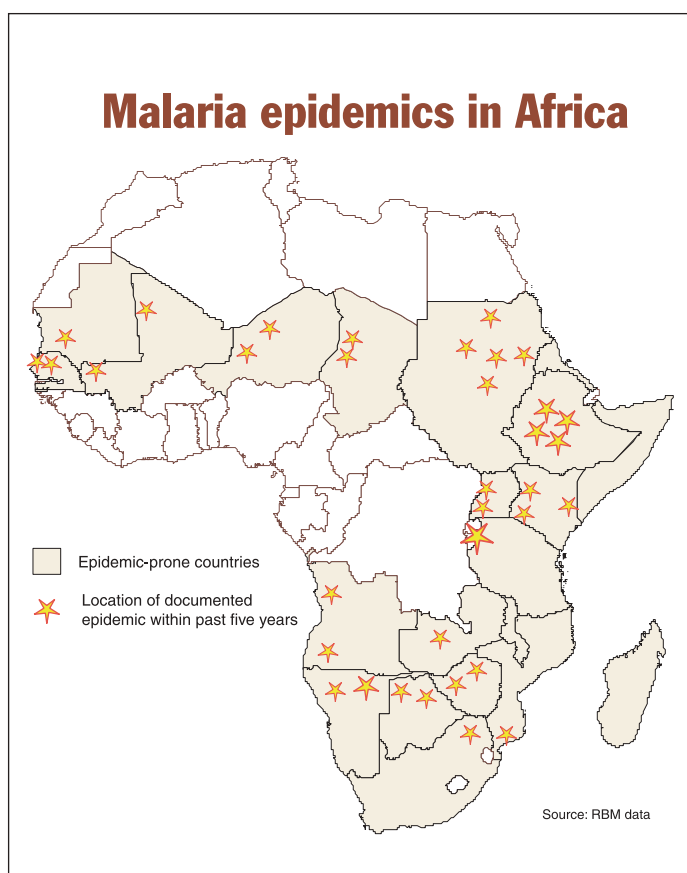 Malaria epidemics in Africa
Epidemic-prone countries
Location of documented
epidemic within past five years
Source: RBM data